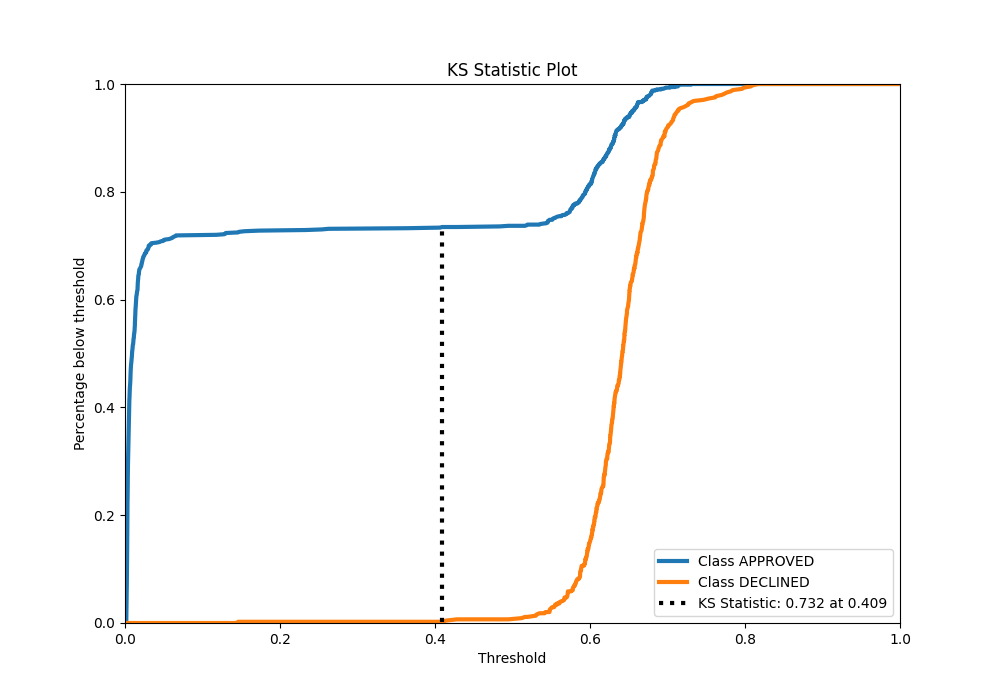 KS Statistic Plot
1.0
0.8
0.6
0.4
0.2
0.0
Percentage below threshold
0.0 0.2 0.4 0.6 0.8 1.0
Threshold
Class APPROVED
Class DECLINED
KS Statistic: 0.732 at 0.409